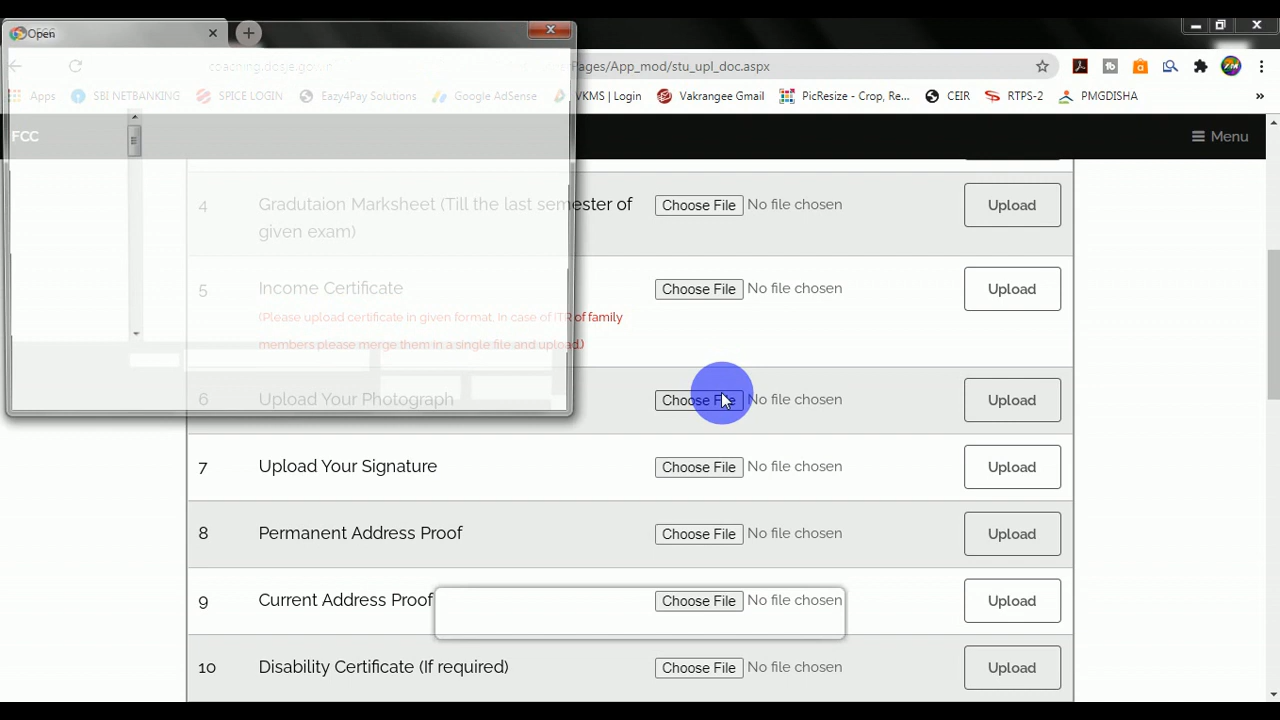 Open
coaching.dosje.gov.in
Pages/App_mod/stu_upl_doc.aspx
Apps
SBI NETBANKING
SPICE LOGIN
Eazy4Pay Solutions
Google AdSense
VKMS | Login
Vakrangee Gmail
PicResize - Crop, Re...
CEIR
RTPS-2
PMGDISHA
»
FCC
Menu
4 Gradutaion Marksheet (Till the last semester of Choose File No file chosen Upload
given exam)
5 Income Certificate Choose File No file chosen Upload
(Please upload certificate in given format. In case of ITR of family
members please merge them in a single file and upload.)
6 Upload Your Photograph Choose File No file chosen Upload
7 Upload Your Signature Choose File No file chosen Upload
8 Permanent Address Proof Choose File No file chosen Upload
9 Current Address Proof Choose File No file chosen Upload
10 Disability Certificate (If required) Choose File No file chosen Upload